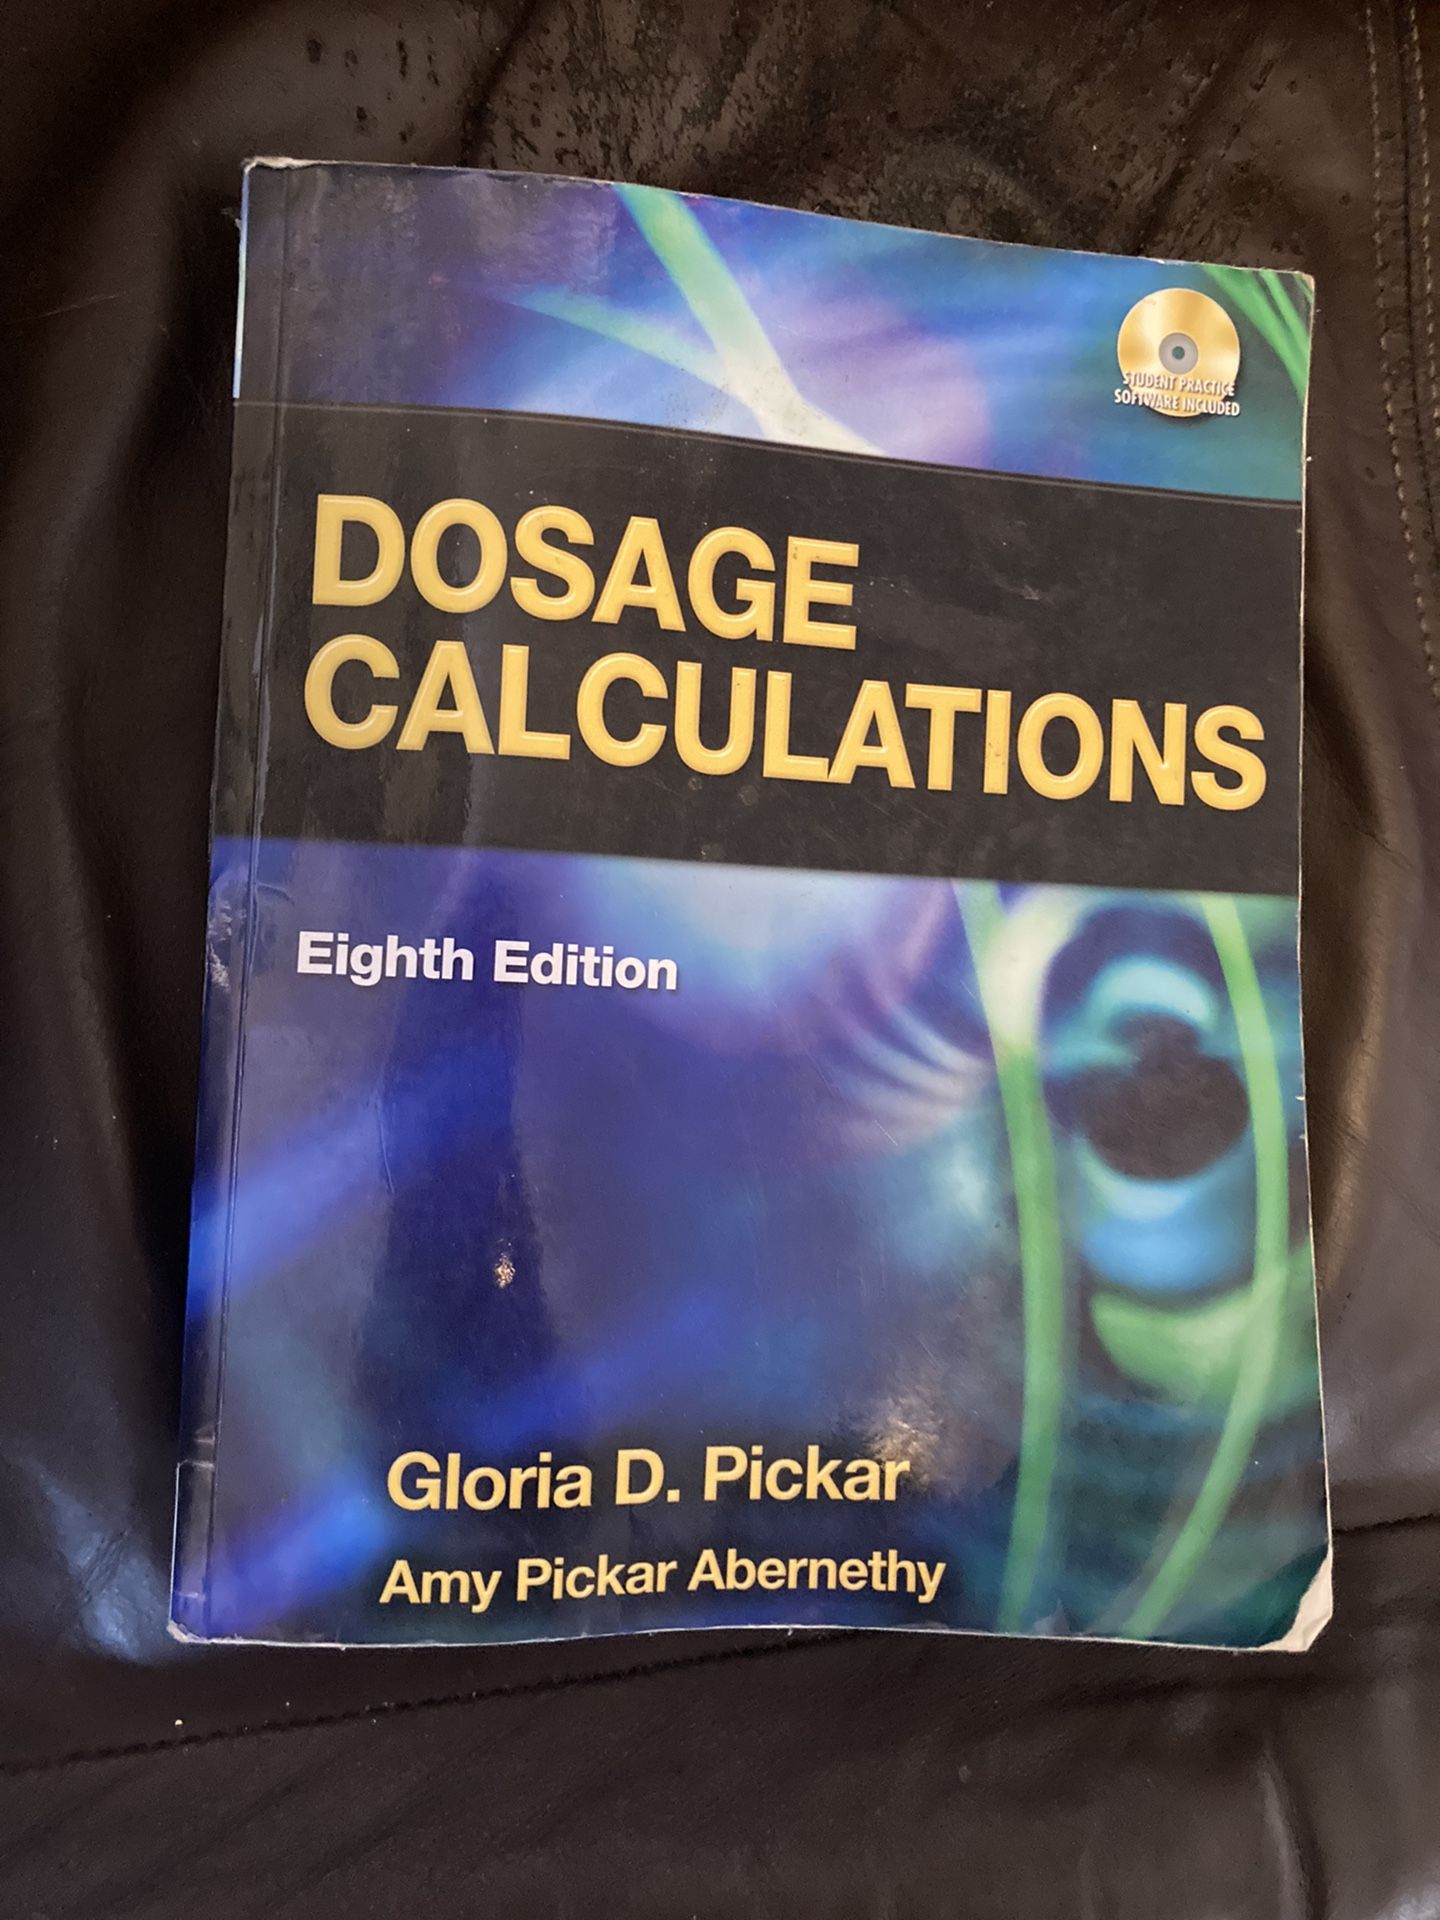 STUDENT PRACTICE
SOFTWARE INCLUDED
DOSAGE
CALCULATIONS
Eighth Edition
Gloria D. Pickar
Amy Pickar Abernethy